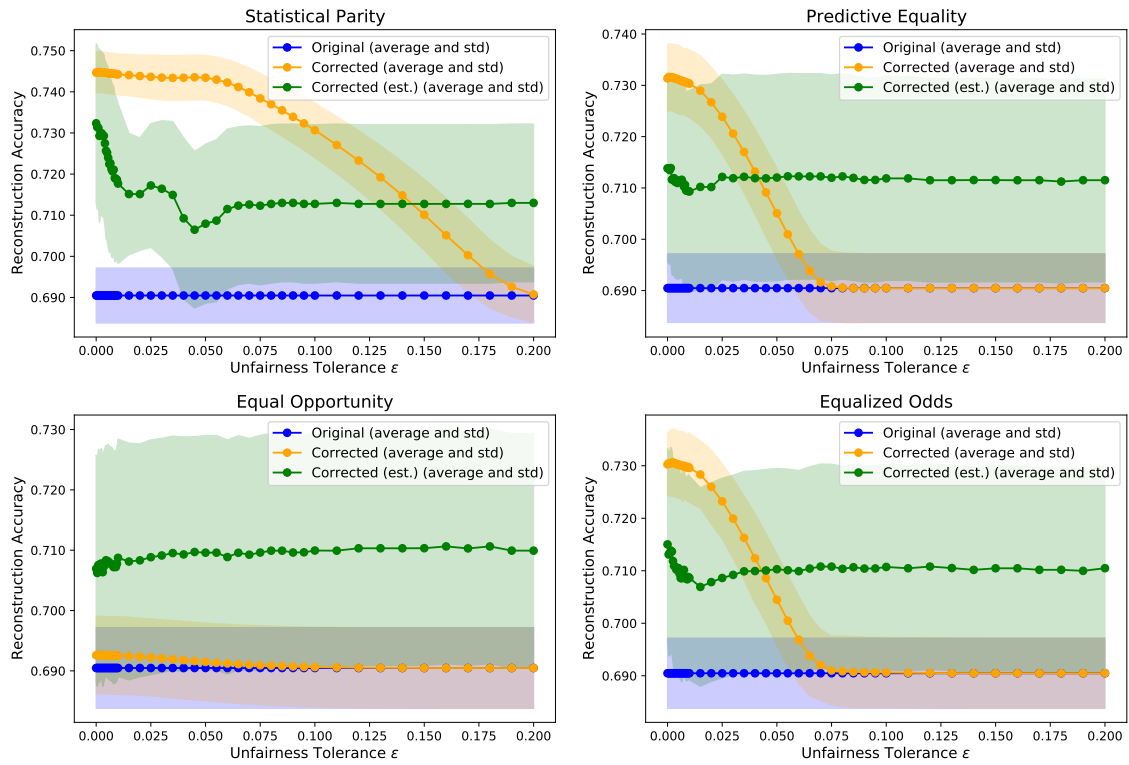 Statistical Parity
Original (average and std)
Corrected (average and std)
Corrected (est.) (average and std)
Reconstruction Accuracy
0.750
0.740
0.730
0.720
0.710
0.700
0.690
0.000 0.025 0.050 0.075 0.100 0.125 0.150 0.175 0.200
Unfairness Tolerance ε
Predictive Equality
Original (average and std)
Corrected (average and std)
Corrected (est.) (average and std)
Reconstruction Accuracy
0.740
0.730
0.720
0.710
0.700
0.690
0.000 0.025 0.050 0.075 0.100 0.125 0.150 0.175 0.200
Unfairness Tolerance ε
Equal Opportunity
Original (average and std)
Corrected (average and std)
Corrected (est.) (average and std)
Reconstruction Accuracy
0.730
0.720
0.710
0.700
0.690
0.000 0.025 0.050 0.075 0.100 0.125 0.150 0.175 0.200
Unfairness Tolerance ε
Equalized Odds
Original (average and std)
Corrected (average and std)
Corrected (est.) (average and std)
Reconstruction Accuracy
0.730
0.720
0.710
0.700
0.690
0.000 0.025 0.050 0.075 0.100 0.125 0.150 0.175 0.200
Unfairness Tolerance ε